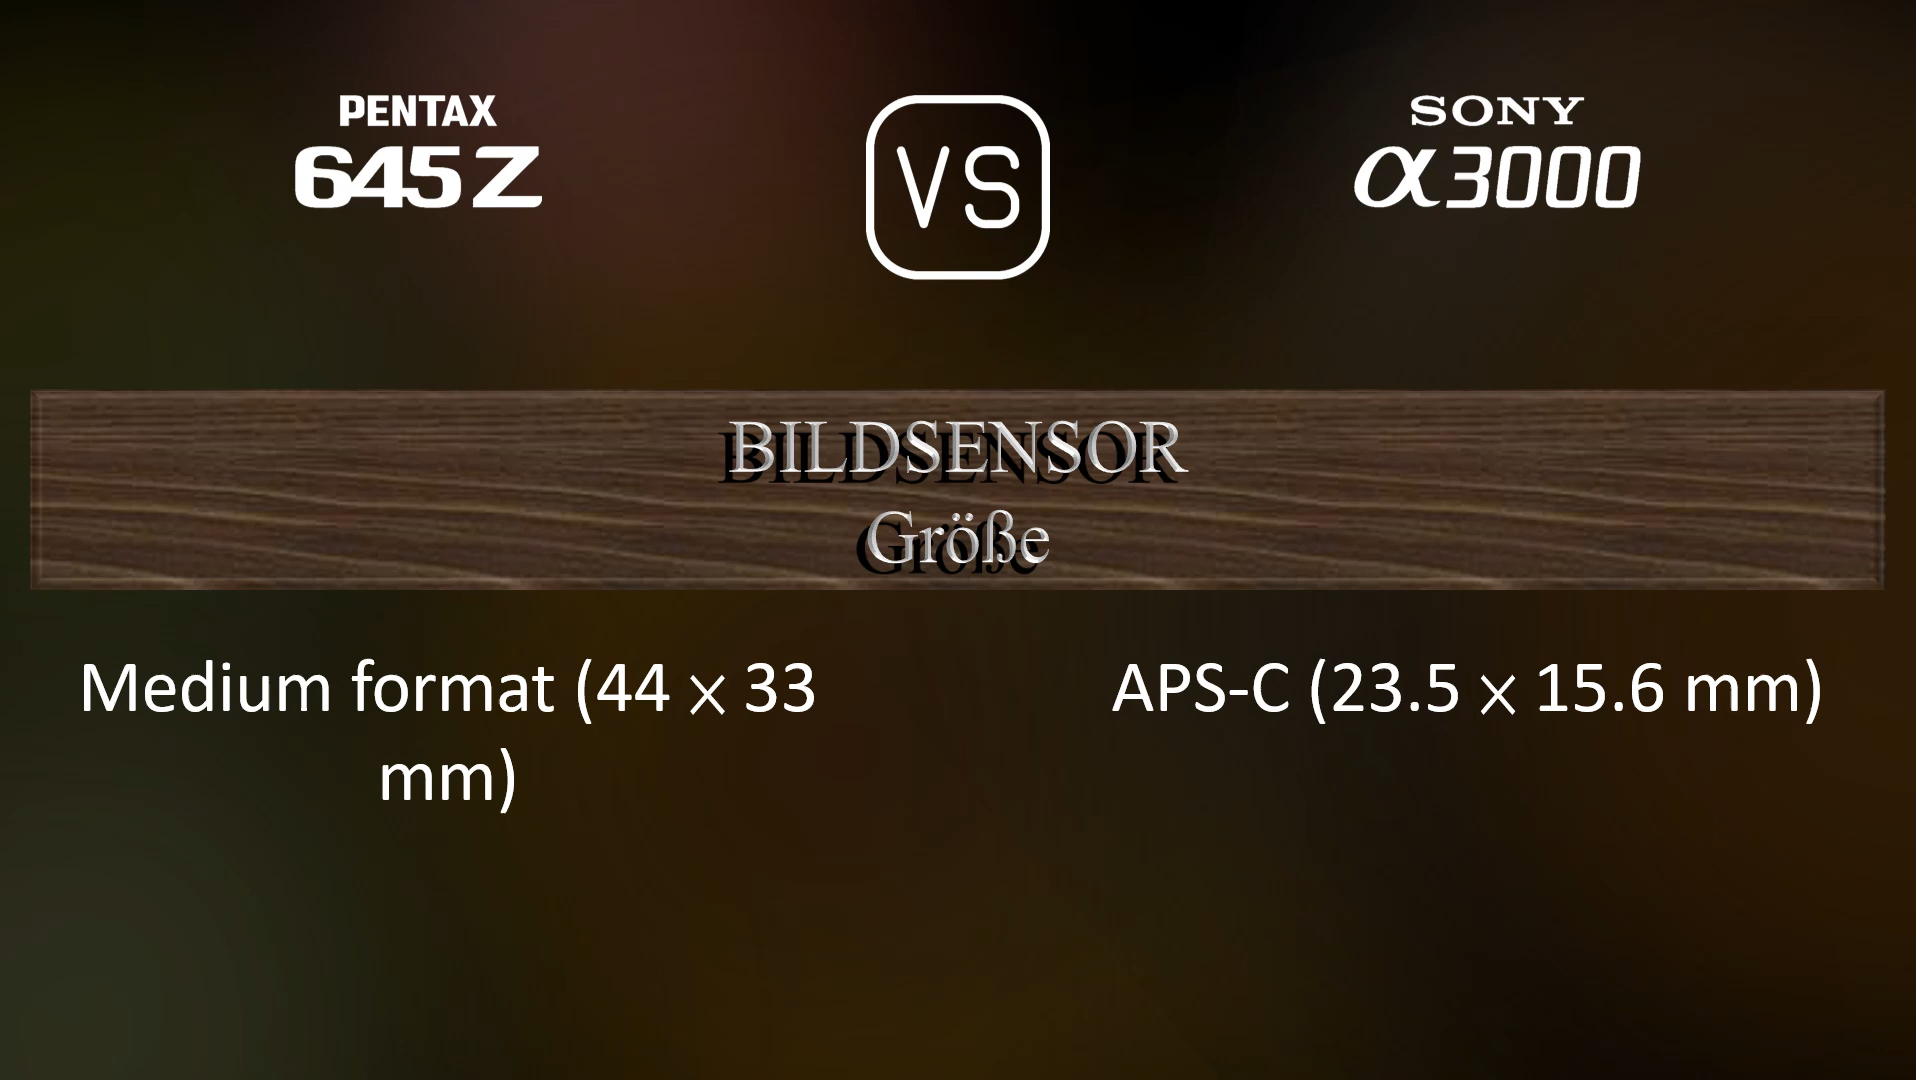 PENTAX
645Z
VS
SONY
α3000
BILDSENSOR
Größe
Medium format (44 x 33
mm)
APS-C (23.5 x 15.6 mm)